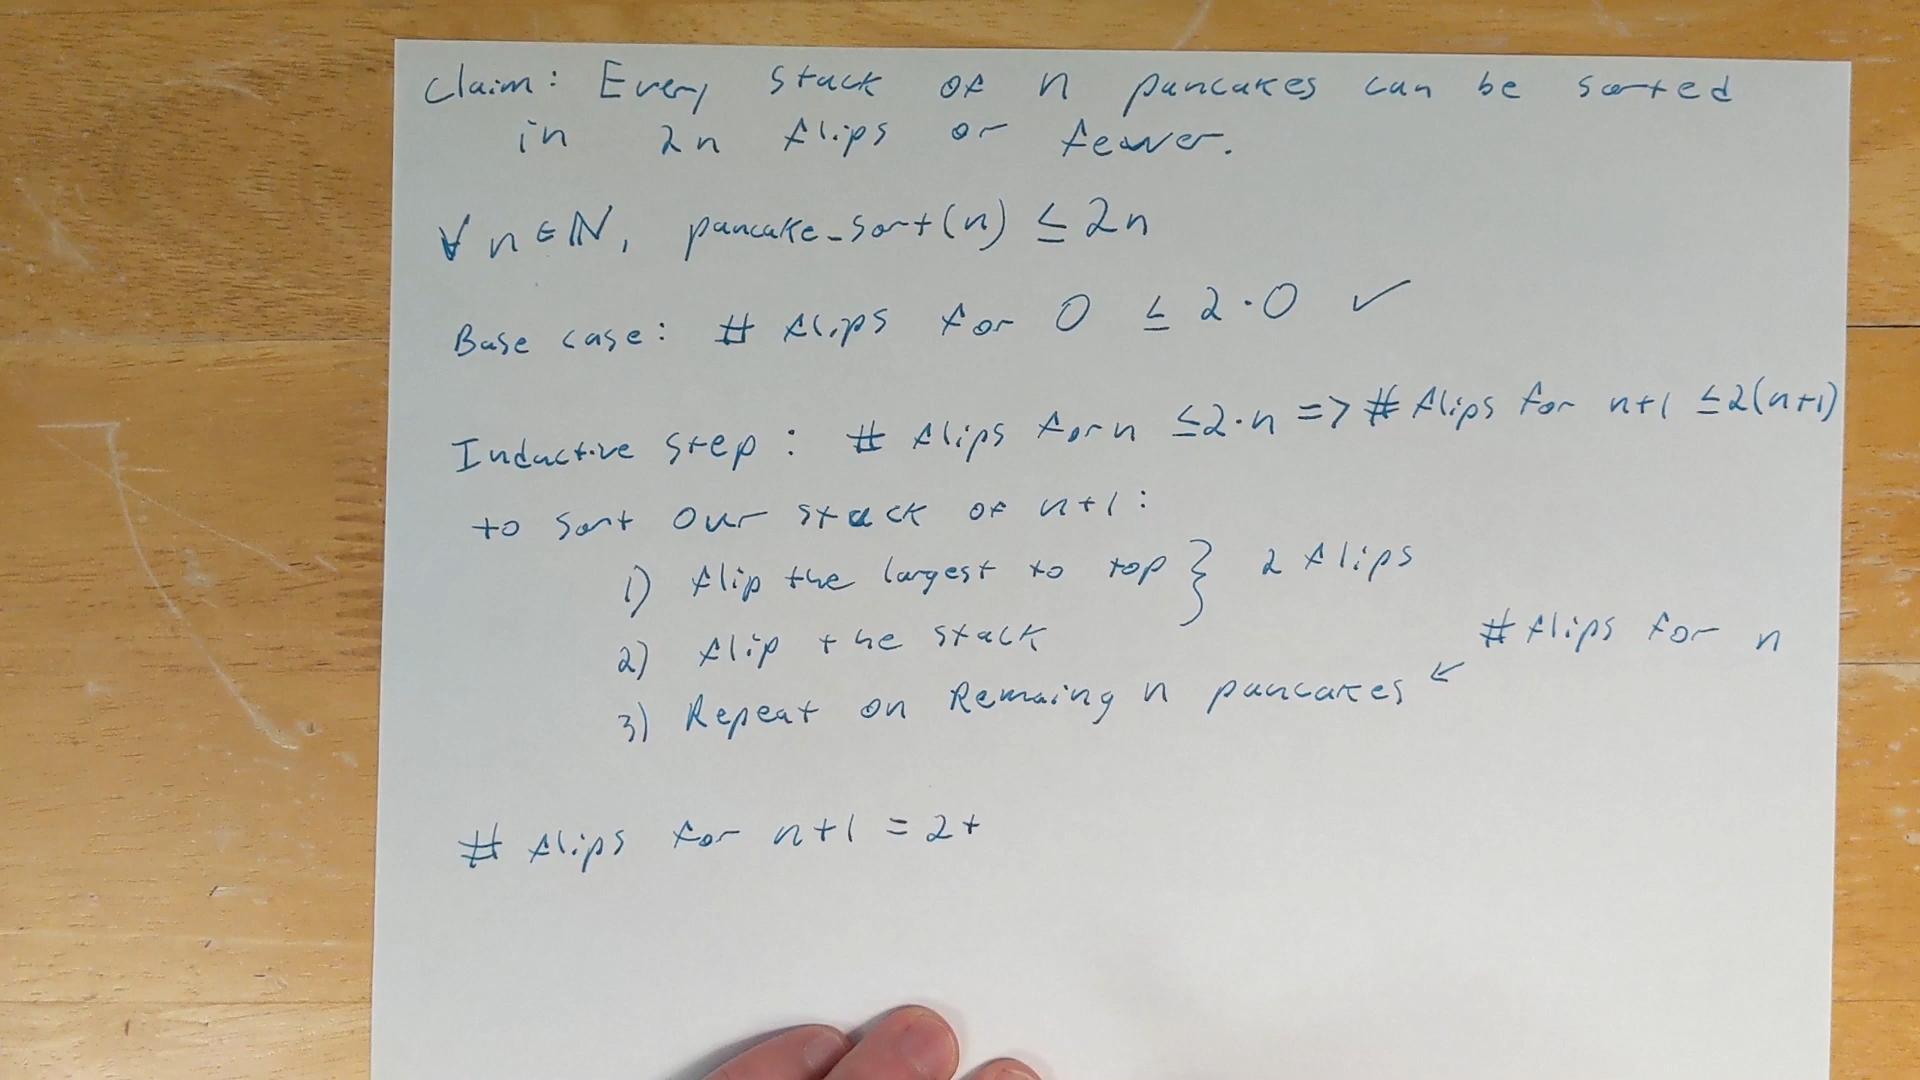 Claim: Every stack of n pancakes can be sorted
in 2n flips or fewer.
∀ n ∈ ℕ, pancake-sort(n) ≤ 2n
Base case: # flips for 0 ≤ 2·0 ✓
Inductive step: # flips for n ≤ 2·n => # flips for n+1 ≤ 2(n+1)
to sort our stack of n+1:
1) flip the largest to top } 2 flips
2) flip the stack
# flips for n
3) Repeat on Remaing n pancakes ↙
# flips for n+1 = 2+